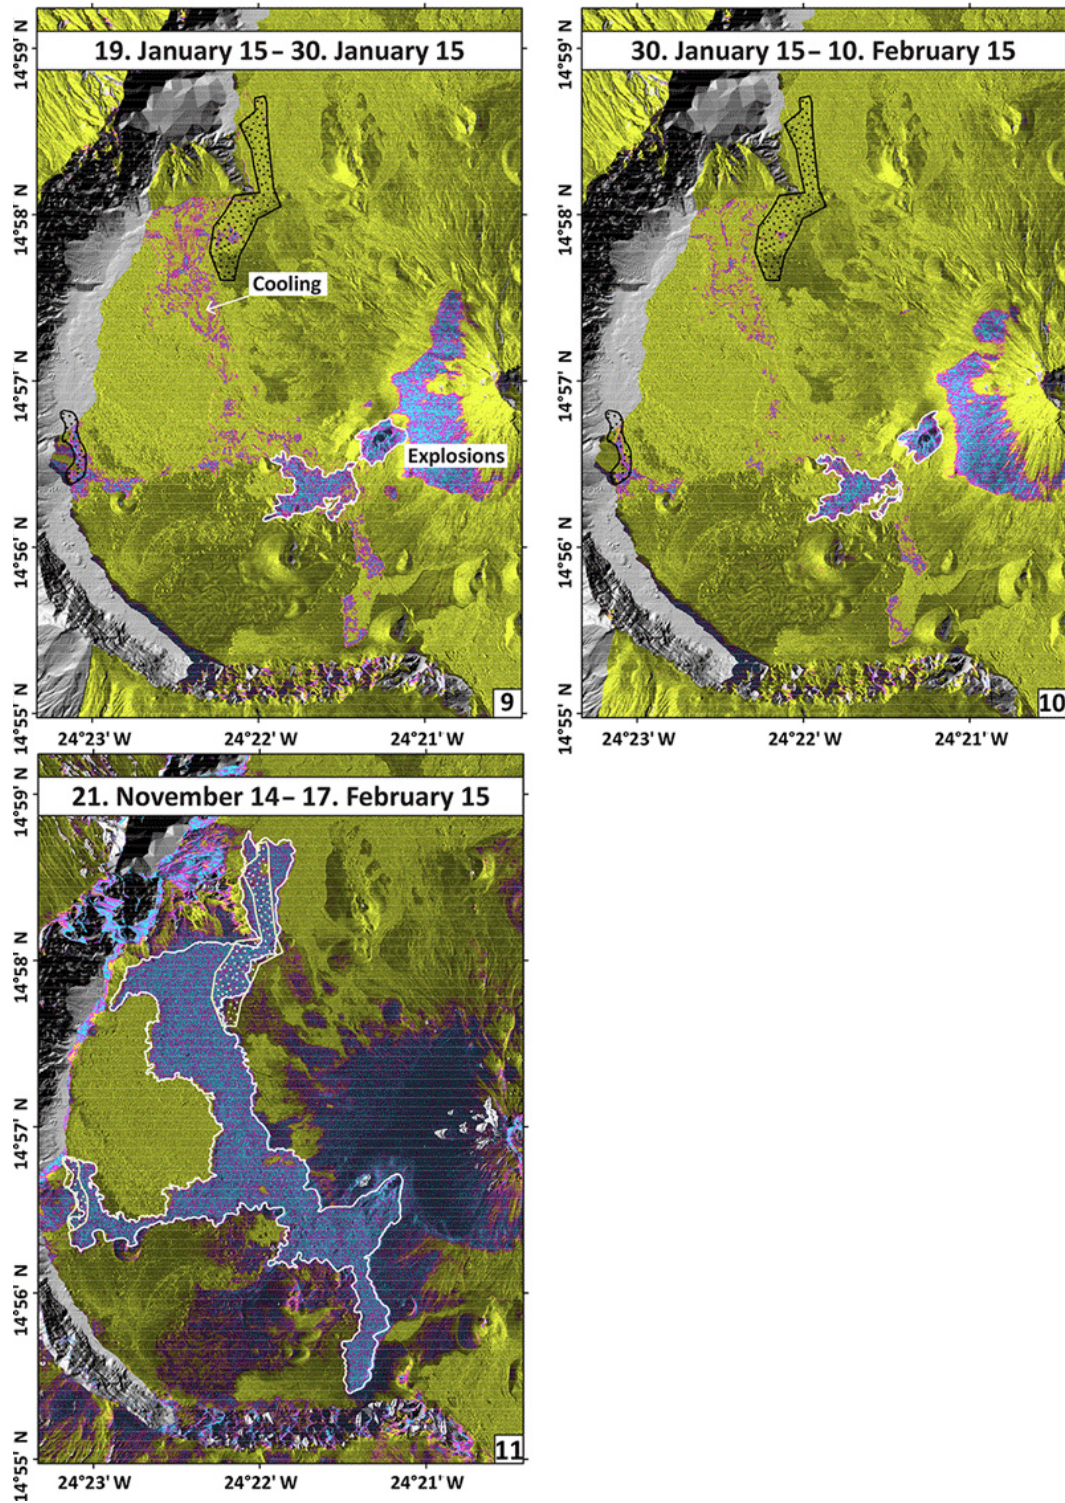 19. January 15 – 30. January 15
14°59' N
14°58' N
14°57' N
14°56' N
14°55' N
Cooling
Explosions
9
24°23' W
24°22' W
24°21' W
30. January 15 – 10. February 15
14°59' N
14°58' N
14°57' N
14°56' N
14°55' N
10
24°23' W
24°22' W
24°21' W
21. November 14 – 17. February 15
14°59' N
14°58' N
14°57' N
14°56' N
14°55' N
11
24°23' W
24°22' W
24°21' W